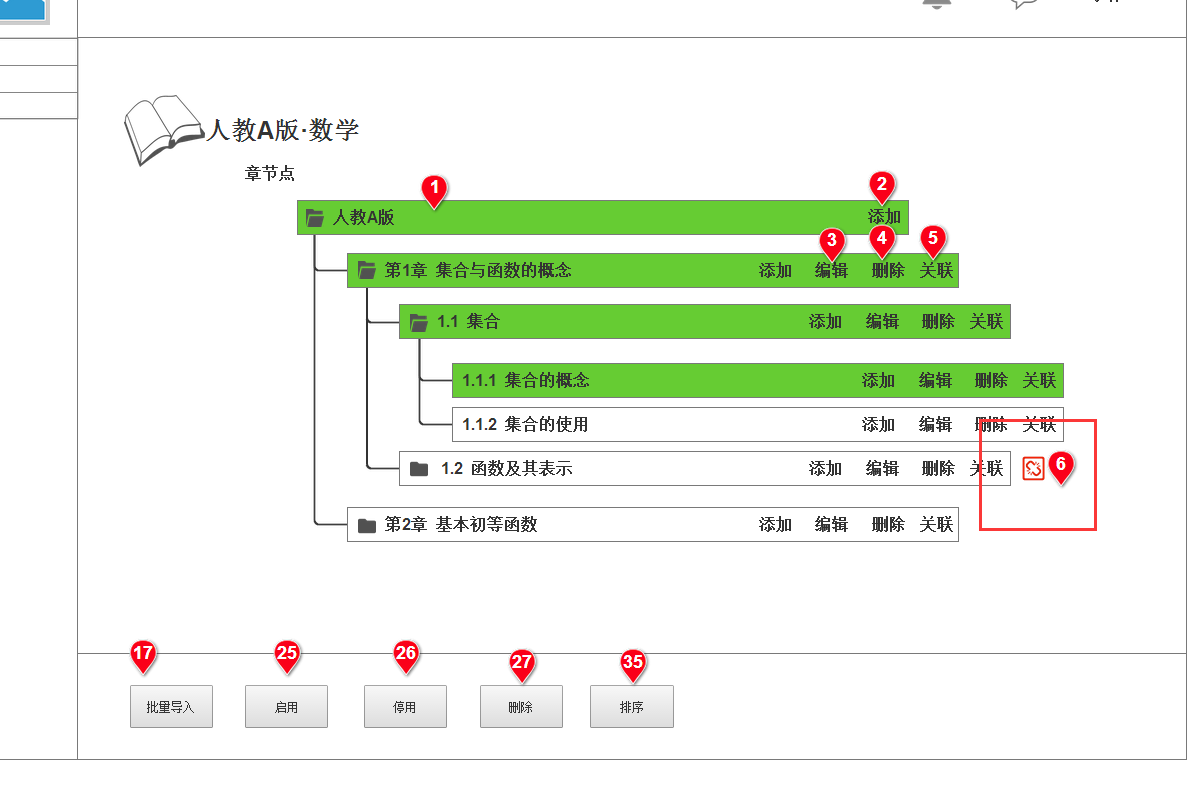 人教A版·数学
章节点
1
2
人教A版 添加
3 4 5
第1章 集合与函数的概念 添加 编辑 删除 关联
1.1 集合 添加 编辑 删除 关联
1.1.1 集合的概念 添加 编辑 删除 关联
1.1.2 集合的使用 添加 编辑 删除 关联
1.2 函数及其表示 添加 编辑 删除 关联 6
第2章 基本初等函数 添加 编辑 删除 关联
17 25 26 27 35
批量导入 启用 停用 删除 排序